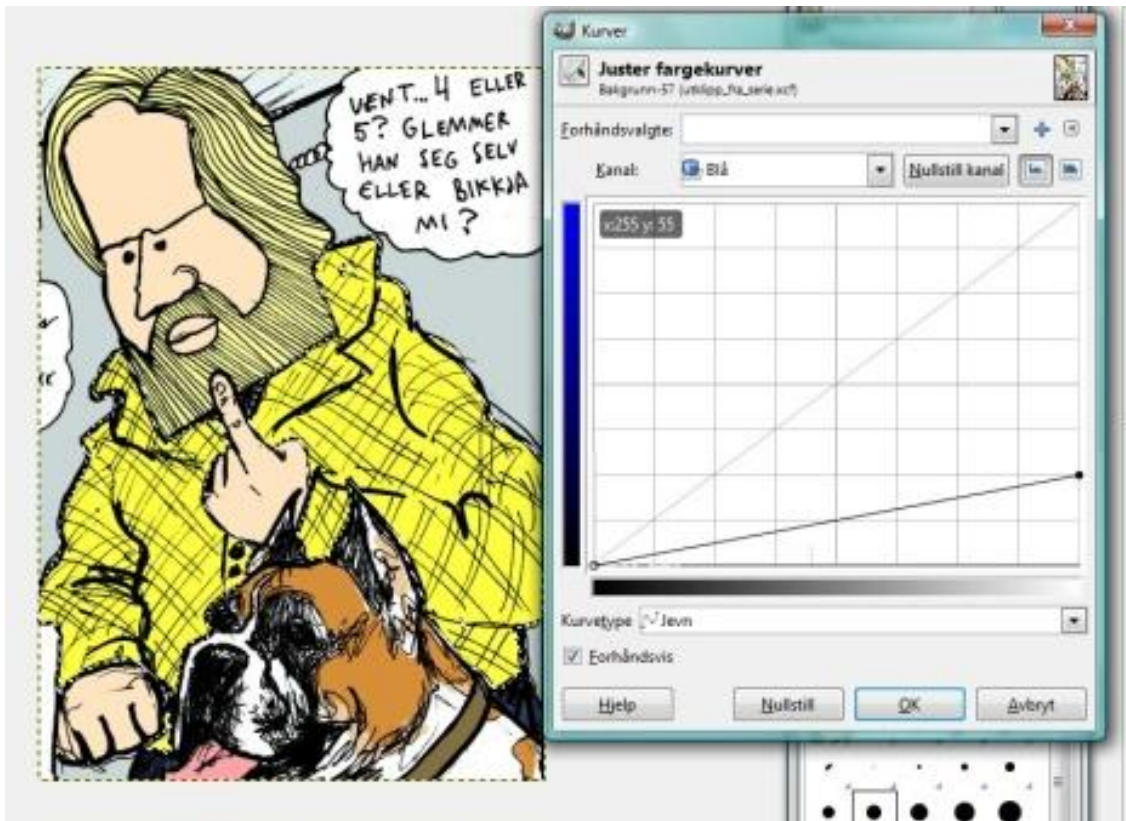 VENT... 4 ELLER
5? GLEMMER
HAN SEG SELV
ELLER BIKKJA
MI?
Kurver
Juster fargekurver
Bakgrunn-57 (utklipp_fra_serie.xcf)
Forhåndsvalgte:
Kanal: Blå Nullstill kanal
x:255 y: 55
Kurvetype Jevn
Forhåndsvis
Hjelp Nullstill OK Avbryt